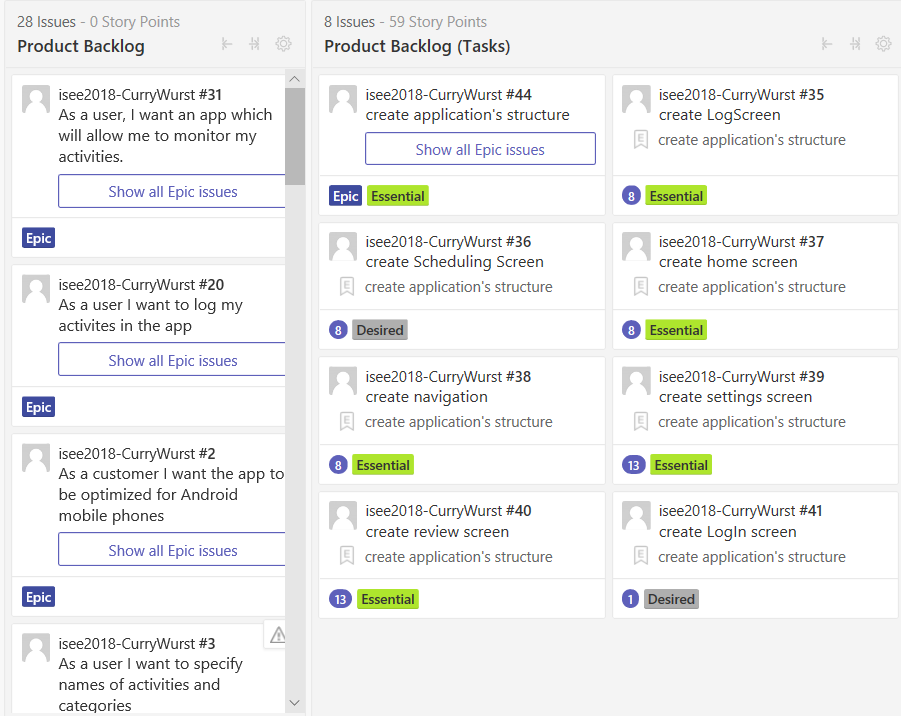 28 Issues - 0 Story Points
Product Backlog
isee2018-CurryWurst #31
As a user, I want an app which
will allow me to monitor my
activities.
Show all Epic issues
Epic
isee2018-CurryWurst #20
As a user I want to log my
activites in the app
Show all Epic issues
Epic
isee2018-CurryWurst #2
As a customer I want the app to
be optimized for Android
mobile phones
Show all Epic issues
Epic
isee2018-CurryWurst #3
As a user I want to specify
names of activities and
categories
8 Issues - 59 Story Points
Product Backlog (Tasks)
isee2018-CurryWurst #44
create application's structure
Show all Epic issues
Epic Essential
isee2018-CurryWurst #35
create LogScreen
E create application's structure
8 Essential
isee2018-CurryWurst #36
create Scheduling Screen
E create application's structure
8 Desired
isee2018-CurryWurst #37
create home screen
E create application's structure
8 Essential
isee2018-CurryWurst #38
create navigation
E create application's structure
8 Essential
isee2018-CurryWurst #39
create settings screen
E create application's structure
13 Essential
isee2018-CurryWurst #40
create review screen
E create application's structure
13 Essential
isee2018-CurryWurst #41
create LogIn screen
E create application's structure
1 Desired